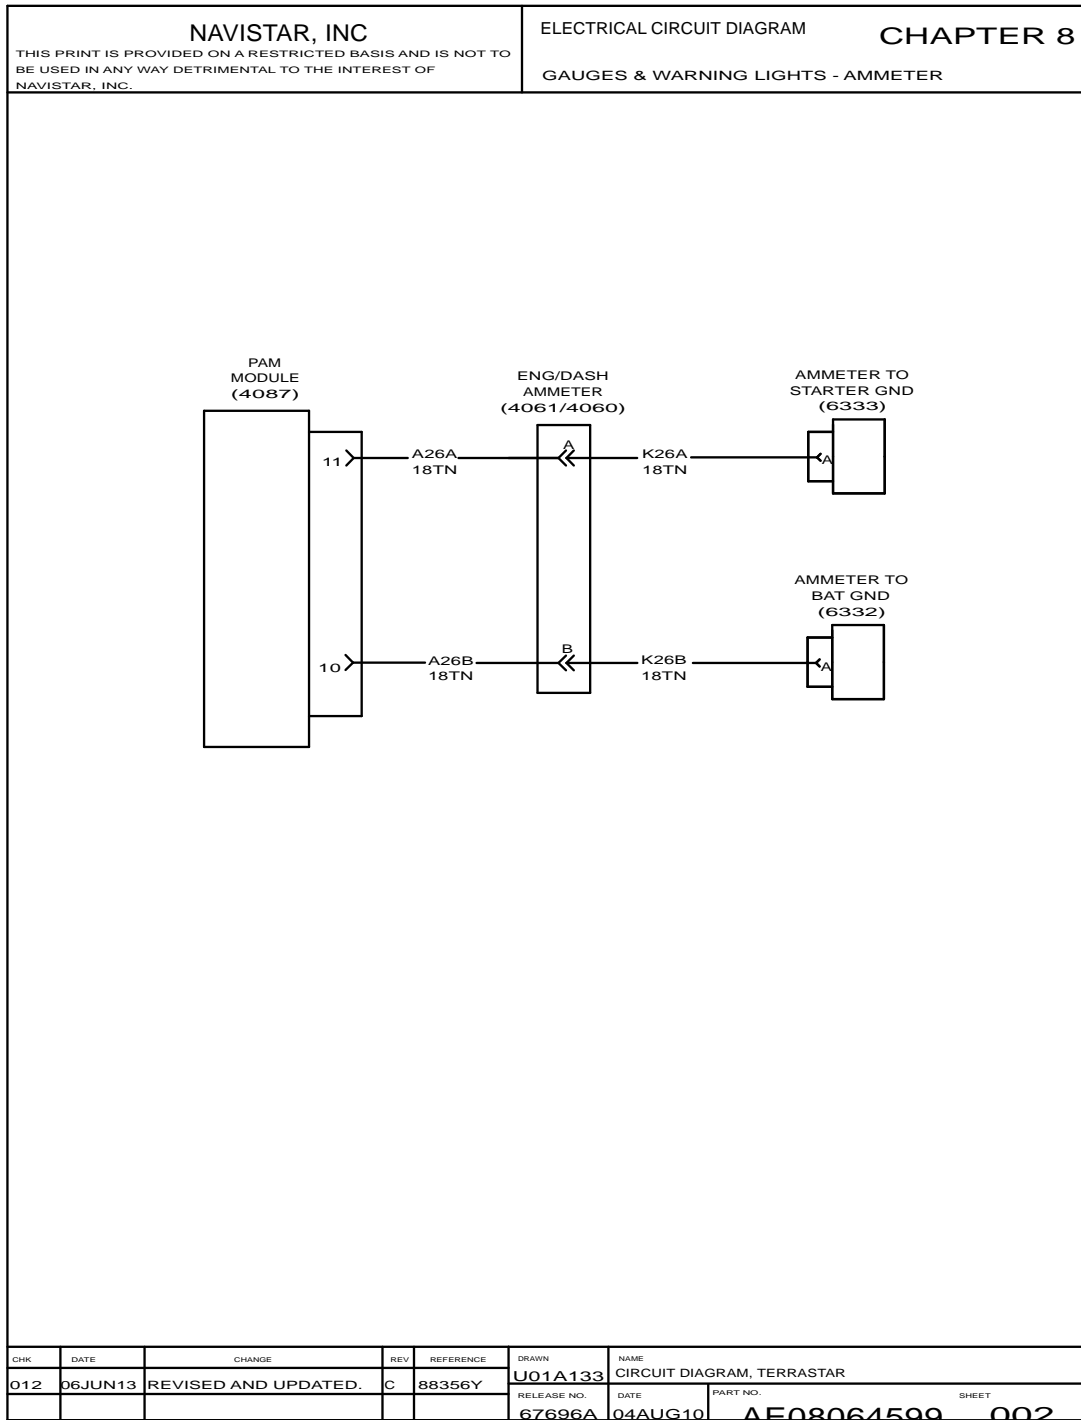 NAVISTAR, INC
THIS PRINT IS PROVIDED ON A RESTRICTED BASIS AND IS NOT TO
BE USED IN ANY WAY DETRIMENTAL TO THE INTEREST OF
NAVISTAR, INC.
ELECTRICAL CIRCUIT DIAGRAM
CHAPTER 8
GAUGES & WARNING LIGHTS - AMMETER
PAM
MODULE
(4087)
ENG/DASH
AMMETER
(4061/4060)
AMMETER TO
STARTER GND
(6333)
11
A26A
18TN
A
K26A
18TN
A
AMMETER TO
BAT GND
(6332)
10
A26B
18TN
B
K26B
18TN
A
CHK DATE CHANGE REV REFERENCE
012 06JUN13 REVISED AND UPDATED. C 88356Y
DRAWN
U01A133
NAME
CIRCUIT DIAGRAM, TERRASTAR
RELEASE NO.
67696A
DATE
04AUG10
PART NO.
AE08064599
SHEET
002